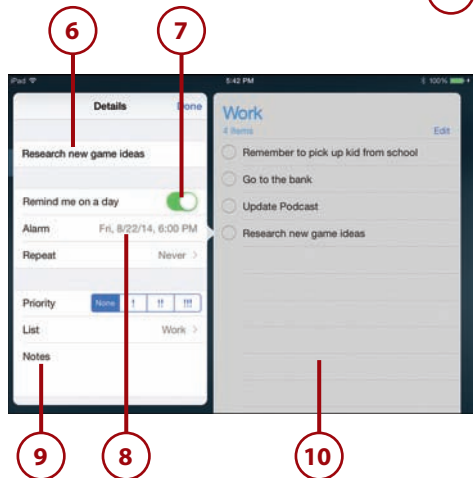 6 7
iPad 5:42 PM 100%
Details Done
Work
4 items Edit
Research new game ideas
Remember to pick up kid from school
Go to the bank
Remind me on a day
Update Podcast
Alarm Fri, 8/22/14, 6:00 PM
Research new game ideas
Repeat Never >
Priority None ! !! !!!
List Work >
Notes
9 8 10